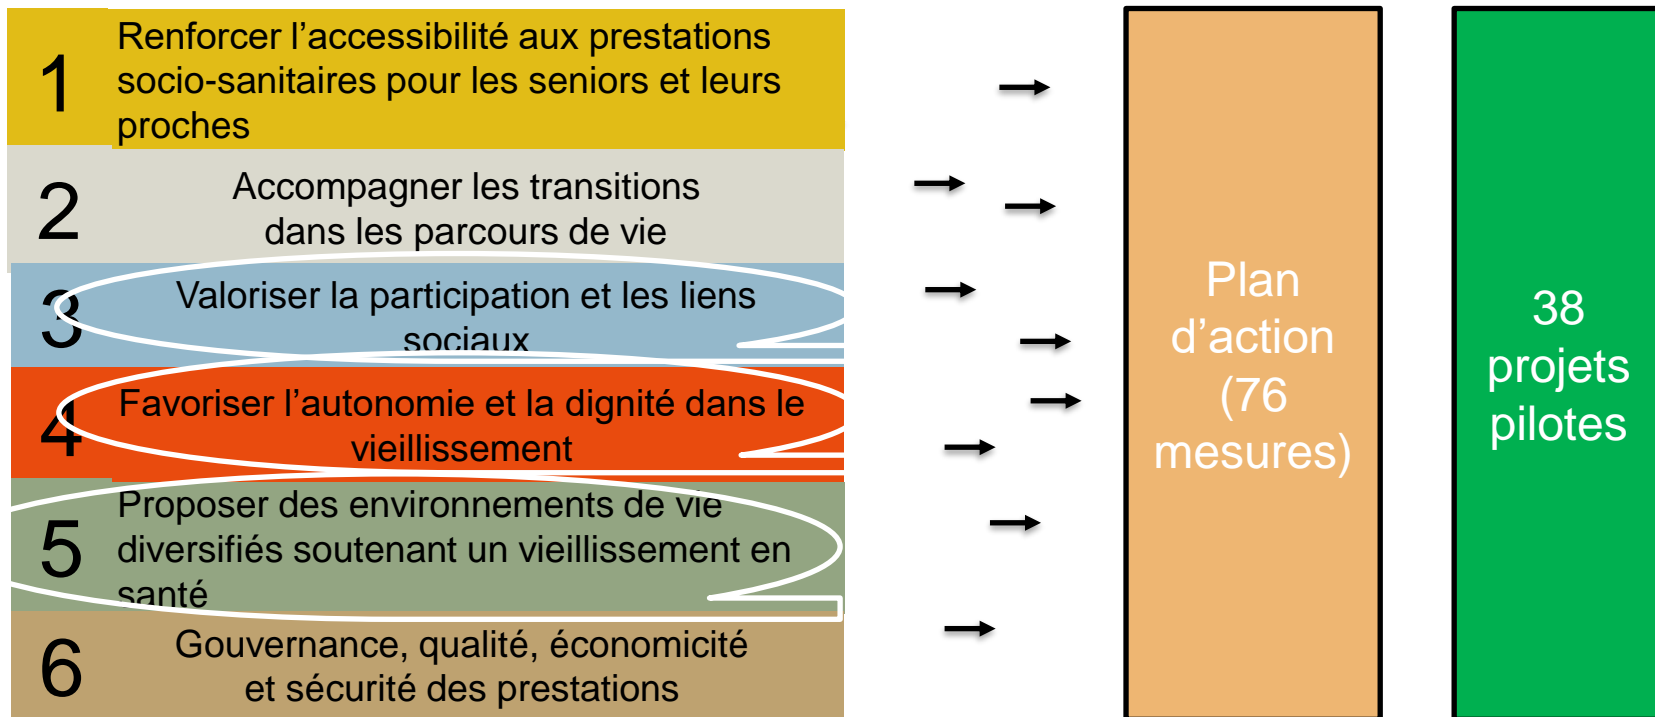 1
Renforcer l’accessibilité aux prestations
socio-sanitaires pour les seniors et leurs
proches
2
Accompagner les transitions
dans les parcours de vie
3
Valoriser la participation et les liens
sociaux
4
Favoriser l’autonomie et la dignité dans le
vieillissement
5
Proposer des environnements de vie
diversifiés soutenant un vieillissement en
santé
6
Gouvernance, qualité, économicité
et sécurité des prestations
Plan
d’action
(76
mesures)
38
projets
pilotes